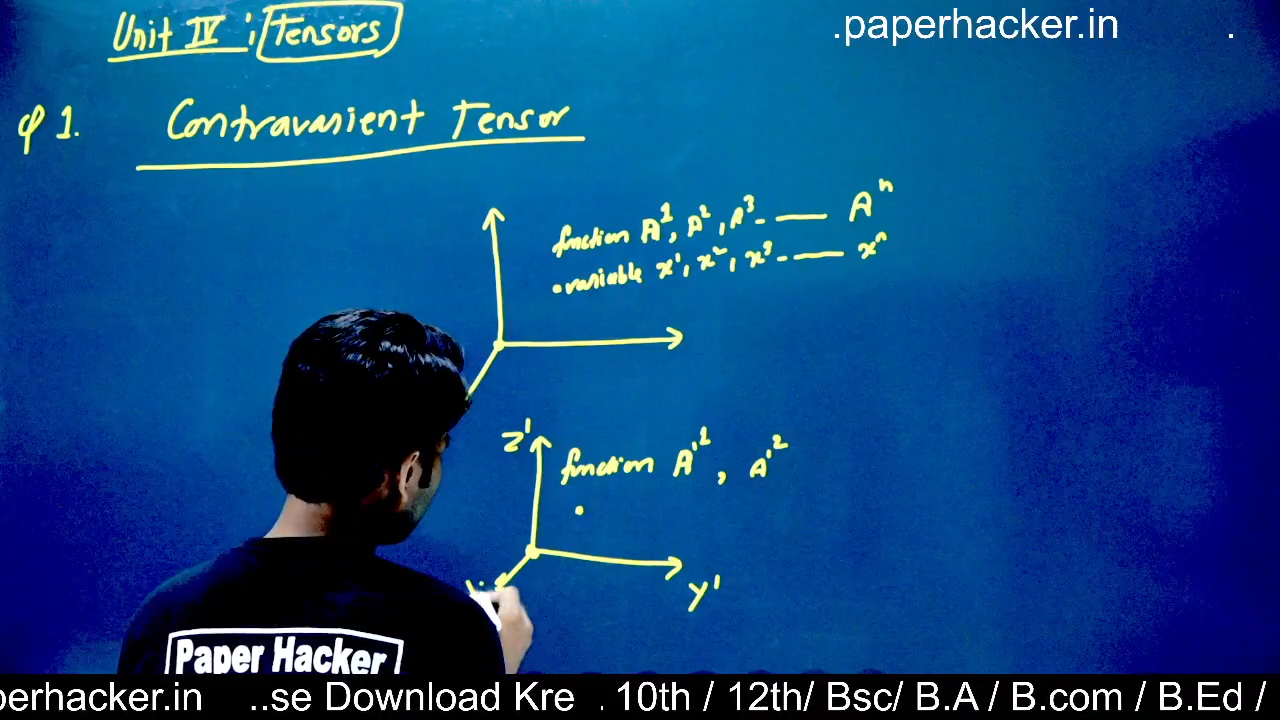 .paperhacker.in .
Unit IV : Tensors
φ 1. Contravarient Tensor
function A¹, A², A³ - — Aⁿ
• variable x¹, x², x³ - — xⁿ
z'
function A'¹, A'²
y'
Paper Hacker
perhacker.in ..se Download Kre . 10th / 12th/ Bsc/ B.A / B.com / B.Ed /